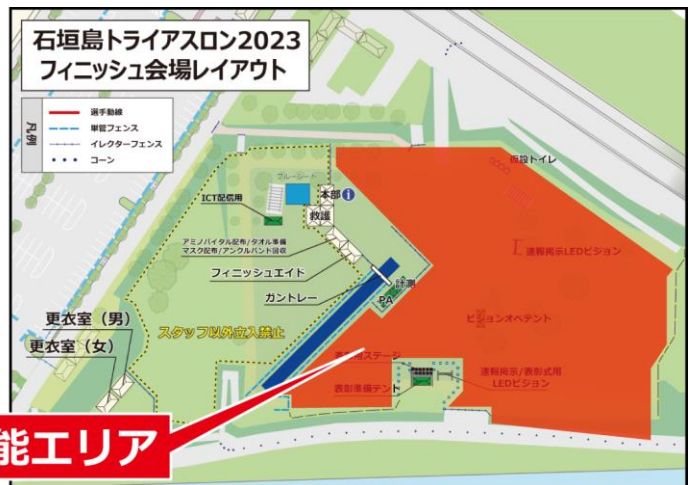 石垣島トライアスロン2023
フィニッシュ会場レイアウト
凡例
選手動線
単管フェンス
イレクターフェンス
コーン
仮設トイレ
ブルーシート
本部
ICT配信用
救護
アミノバイタル配布/タオル準備
マスク配布/アンクルバンド回収
速報掲示LEDビジョン
フィニッシュエイド
計測
ガントレー
PA
ビジョンオペテント
更衣室（男）
スタッフ以外立入禁止
更衣室（女）
表彰用ステージ
速報掲示/表彰式用
LEDビジョン
表彰準備テント
能エリア